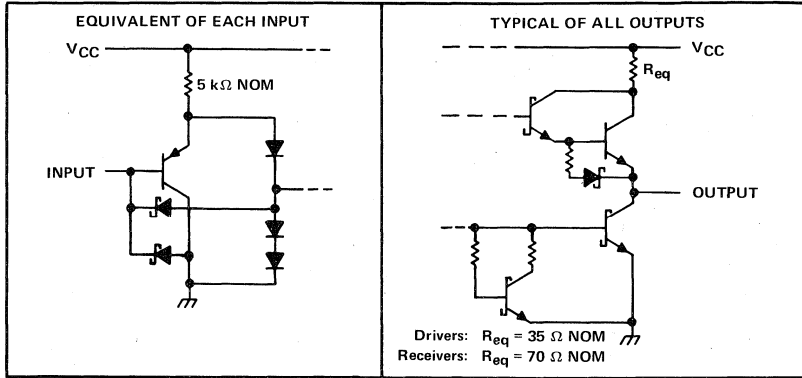 EQUIVALENT OF EACH INPUT
VCC
5 kΩ NOM
INPUT
TYPICAL OF ALL OUTPUTS
VCC
Req
OUTPUT
Drivers: Req = 35 Ω NOM
Receivers: Req = 70 Ω NOM